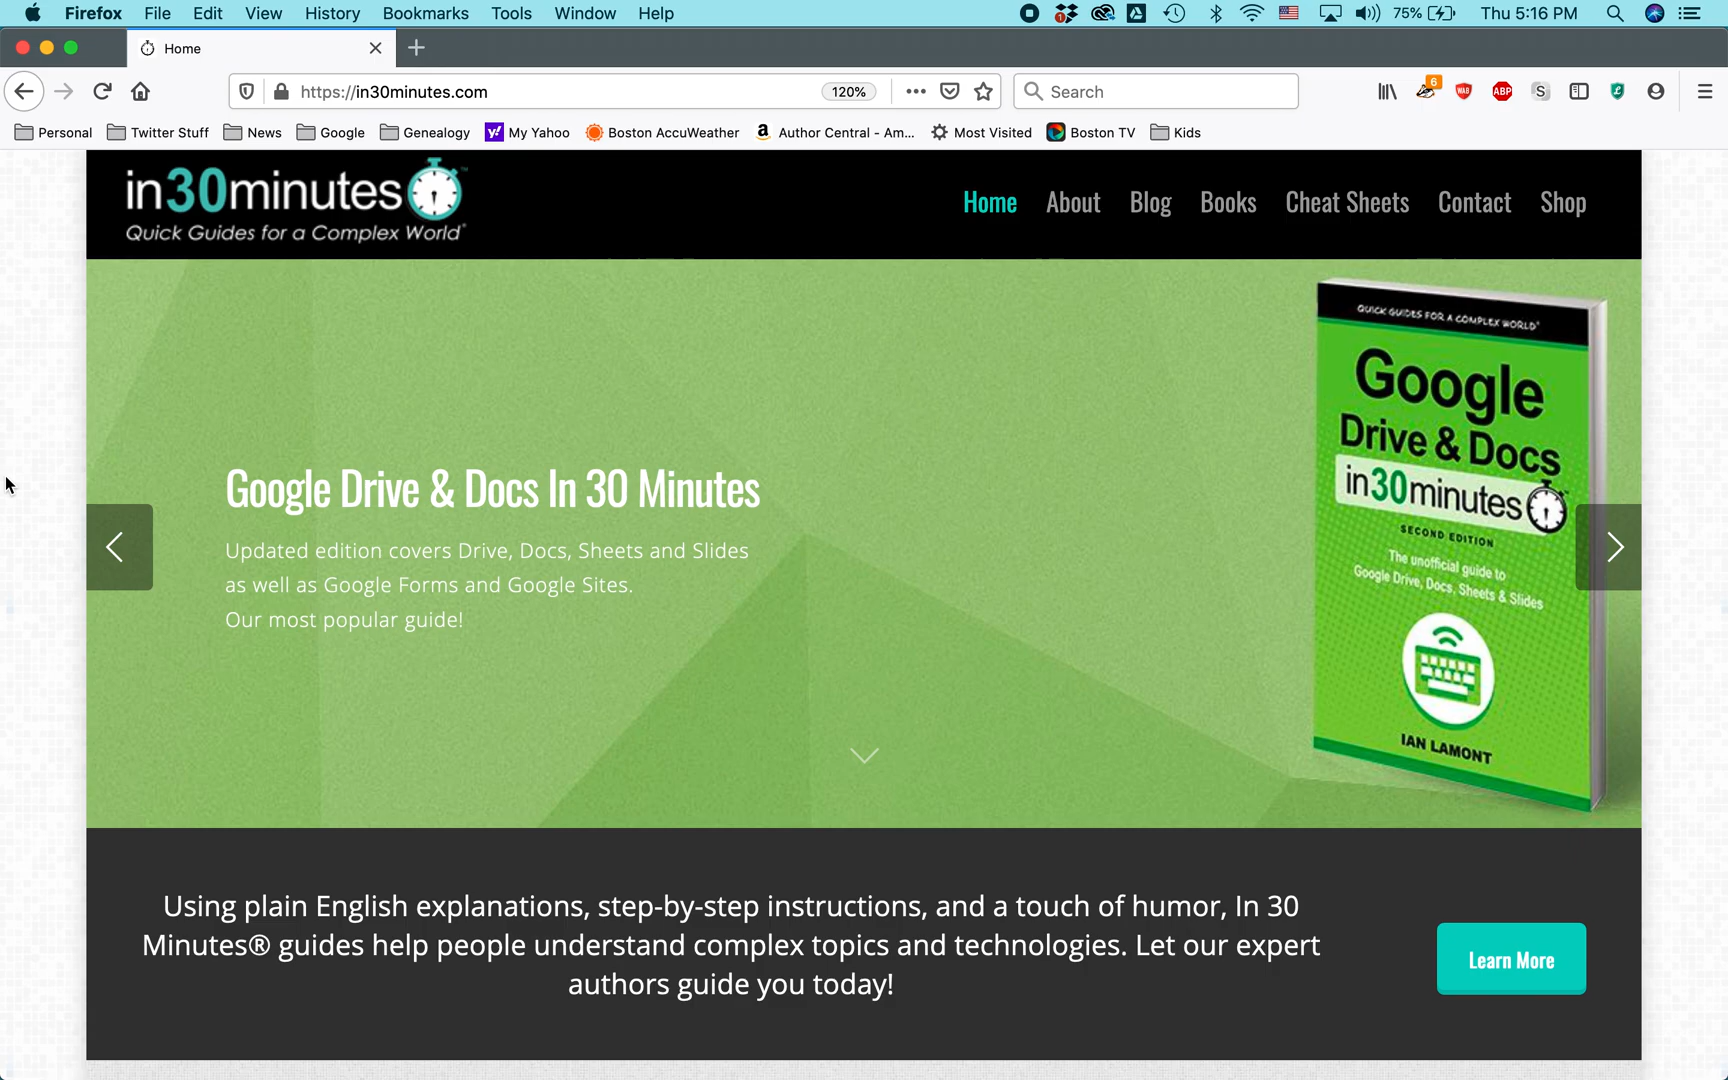 Firefox File Edit View History Bookmarks Tools Window Help 1 75% Thu 5:16 PM
Home
https://in30minutes.com 120% Search 6 WAB ABP S
Personal Twitter Stuff News Google Genealogy My Yahoo Boston AccuWeather Author Central - Am... Most Visited Boston TV Kids
in30minutes™
Quick Guides for a Complex World®
Home About Blog Books Cheat Sheets Contact Shop
Google Drive & Docs In 30 Minutes
Updated edition covers Drive, Docs, Sheets and Slides
as well as Google Forms and Google Sites.
Our most popular guide!
QUICK GUIDES FOR A COMPLEX WORLD®
Google
Drive & Docs
in30minutes
SECOND EDITION
The unofficial guide to
Google Drive, Docs, Sheets & Slides
IAN LAMONT
Using plain English explanations, step-by-step instructions, and a touch of humor, In 30
Minutes® guides help people understand complex topics and technologies. Let our expert
authors guide you today!
Learn More